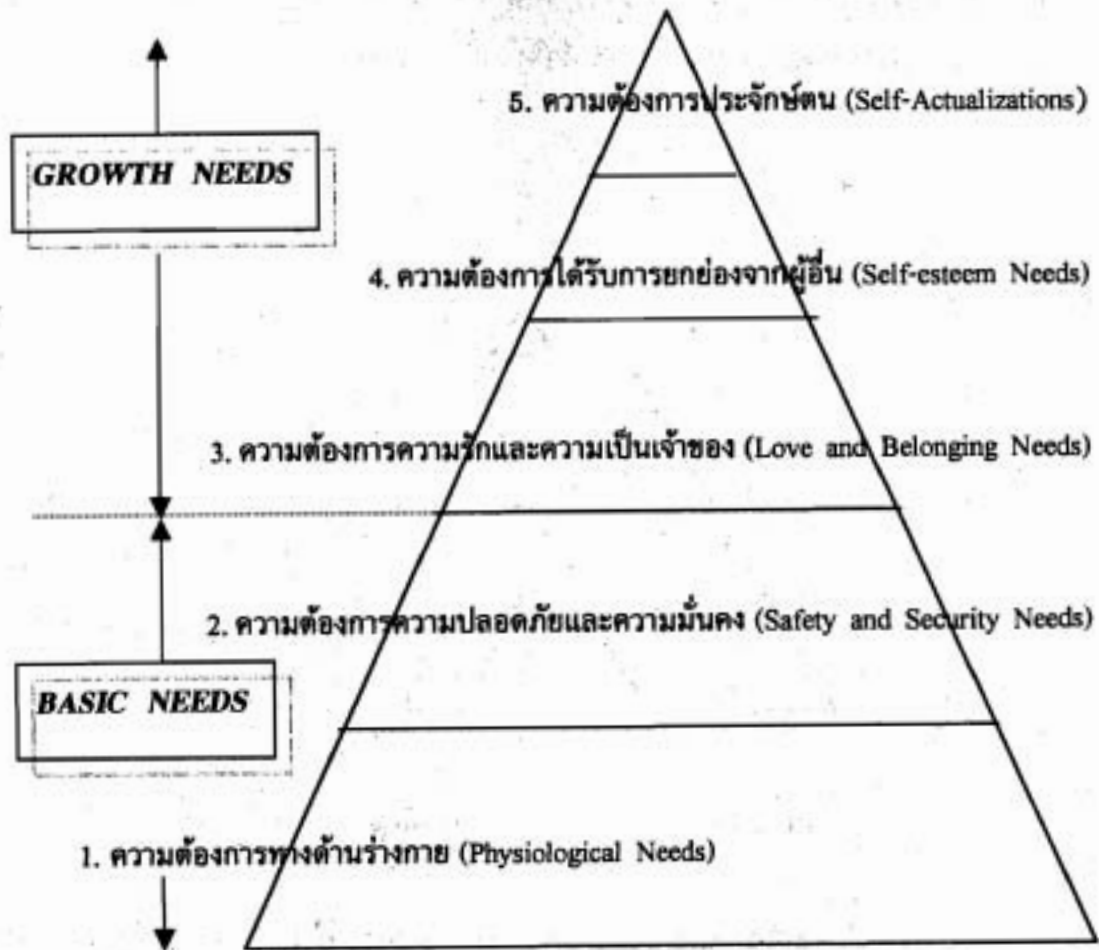 5. ความต้องการประจักษ์ตน (Self-Actualizations)
GROWTH NEEDS
4. ความต้องการได้รับการยกย่องจากผู้อื่น (Self-esteem Needs)
3. ความต้องการความรักและความเป็นเจ้าของ (Love and Belonging Needs)
2. ความต้องการความปลอดภัยและความมั่นคง (Safety and Security Needs)
BASIC NEEDS
1. ความต้องการทางด้านร่างกาย (Physiological Needs)